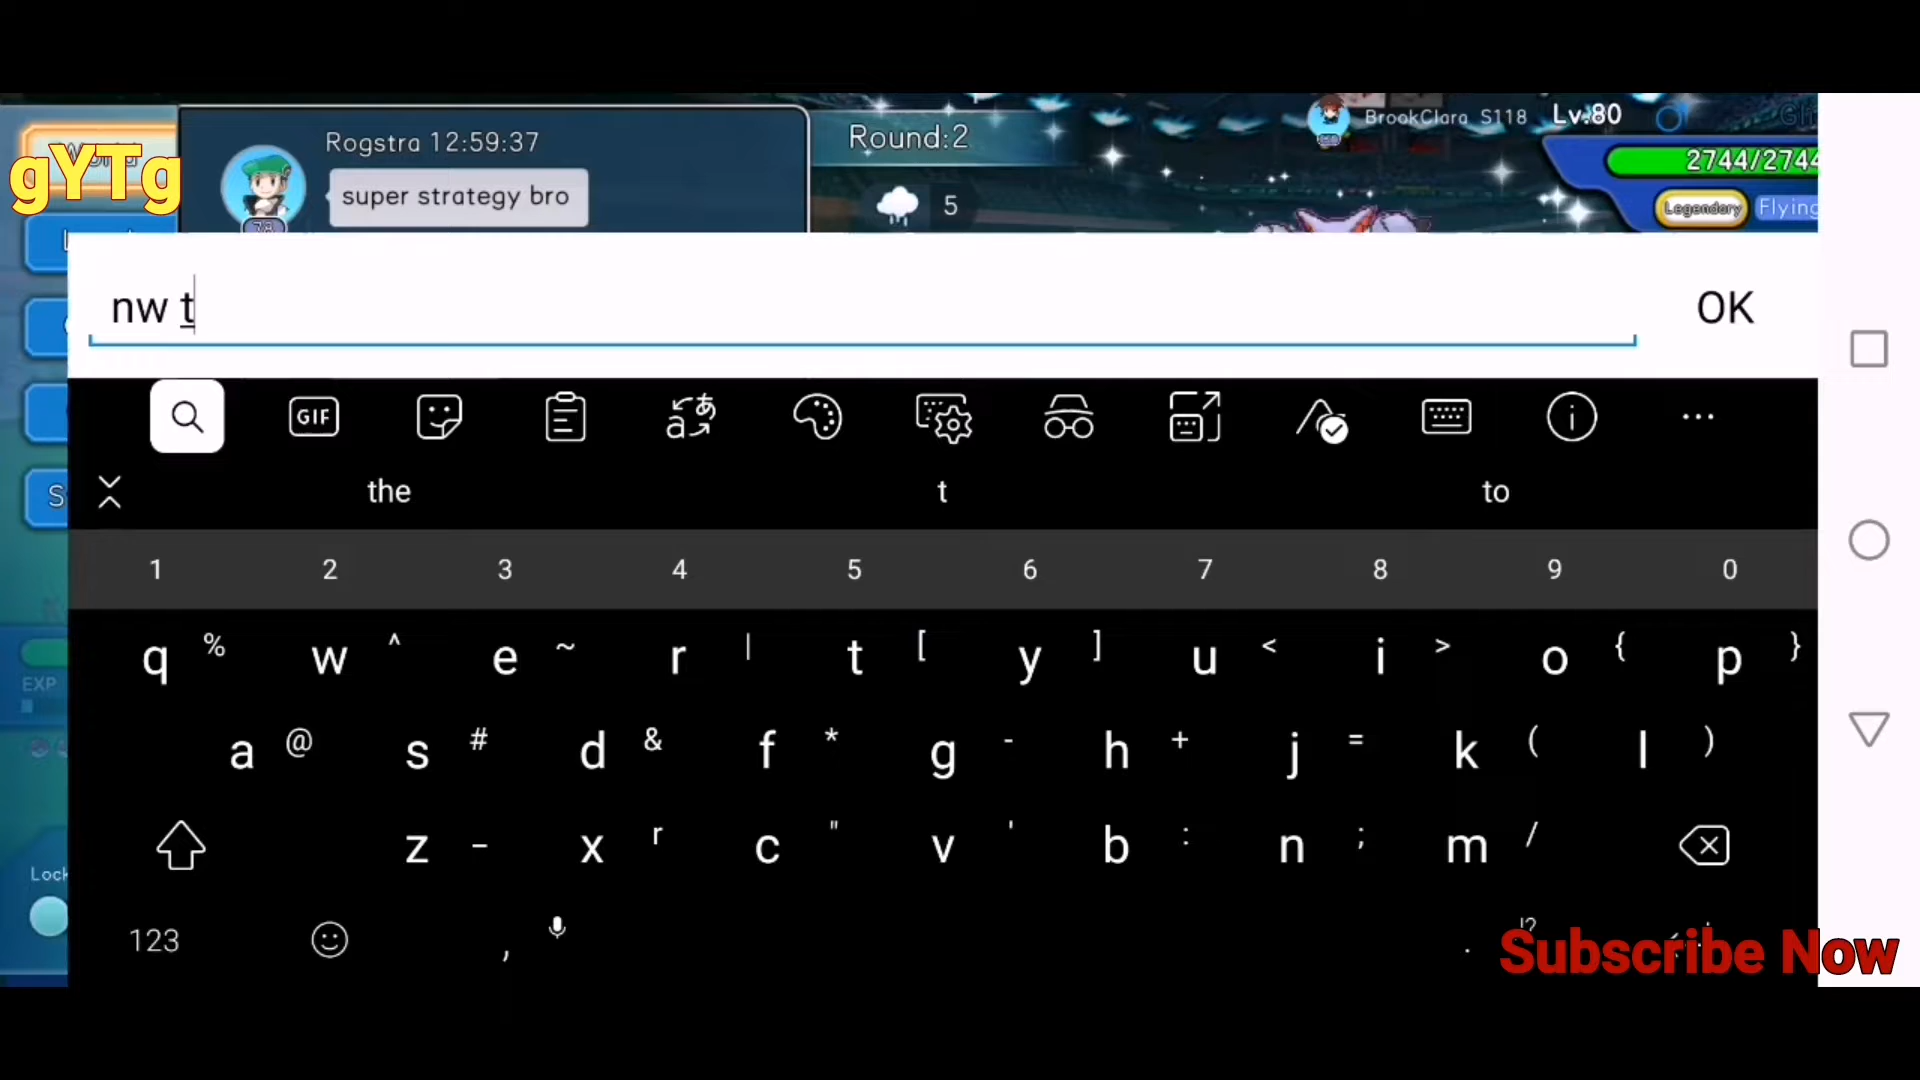 gYTg
Rogstra 12:59:37
super strategy bro
Round:2
5
BrookClara S118
Lv.80
2744/2744
Legendary
Flying
nw t
OK
GIF
the
t
to
1 2 3 4 5 6 7 8 9 0
q % w ^ e ~ r | t [ y ] u < i > o { p }
a @ s # d & f * g - h + j = k ( l )
z _ x r c " v ' b : n ; m /
123 , . !?
EXP
Lock
Subscribe Now